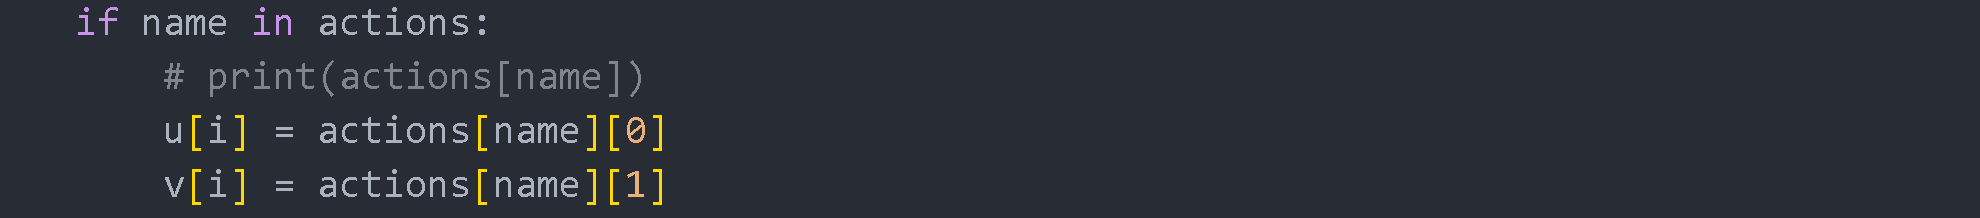 if name in actions:
    # print(actions[name])
    u[i] = actions[name][0]
    v[i] = actions[name][1]